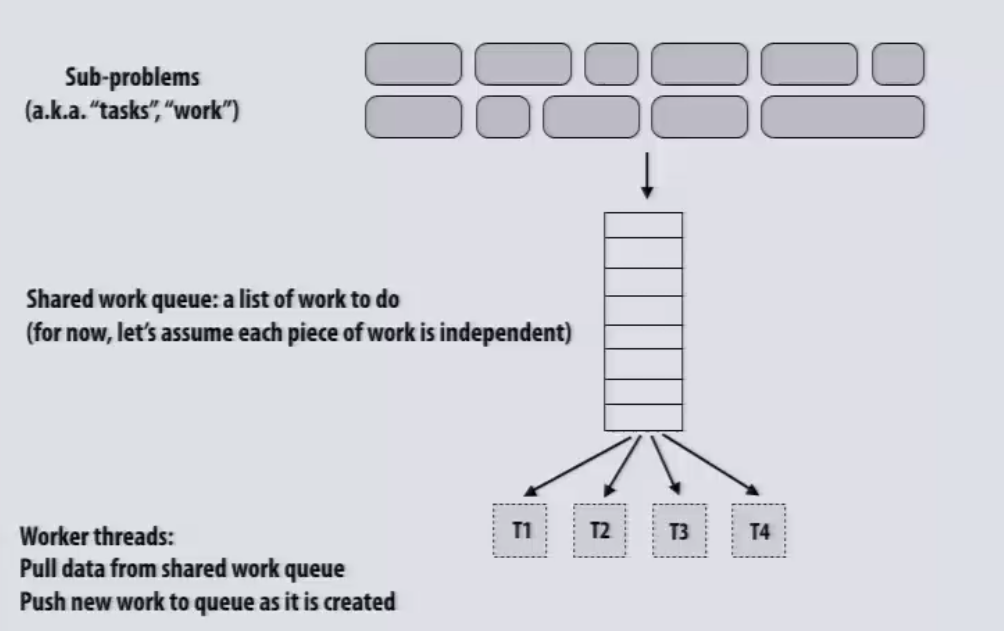 Sub-problems
(a.k.a. “tasks”, “work”)
Shared work queue: a list of work to do
(for now, let’s assume each piece of work is independent)
T1 T2 T3 T4
Worker threads:
Pull data from shared work queue
Push new work to queue as it is created